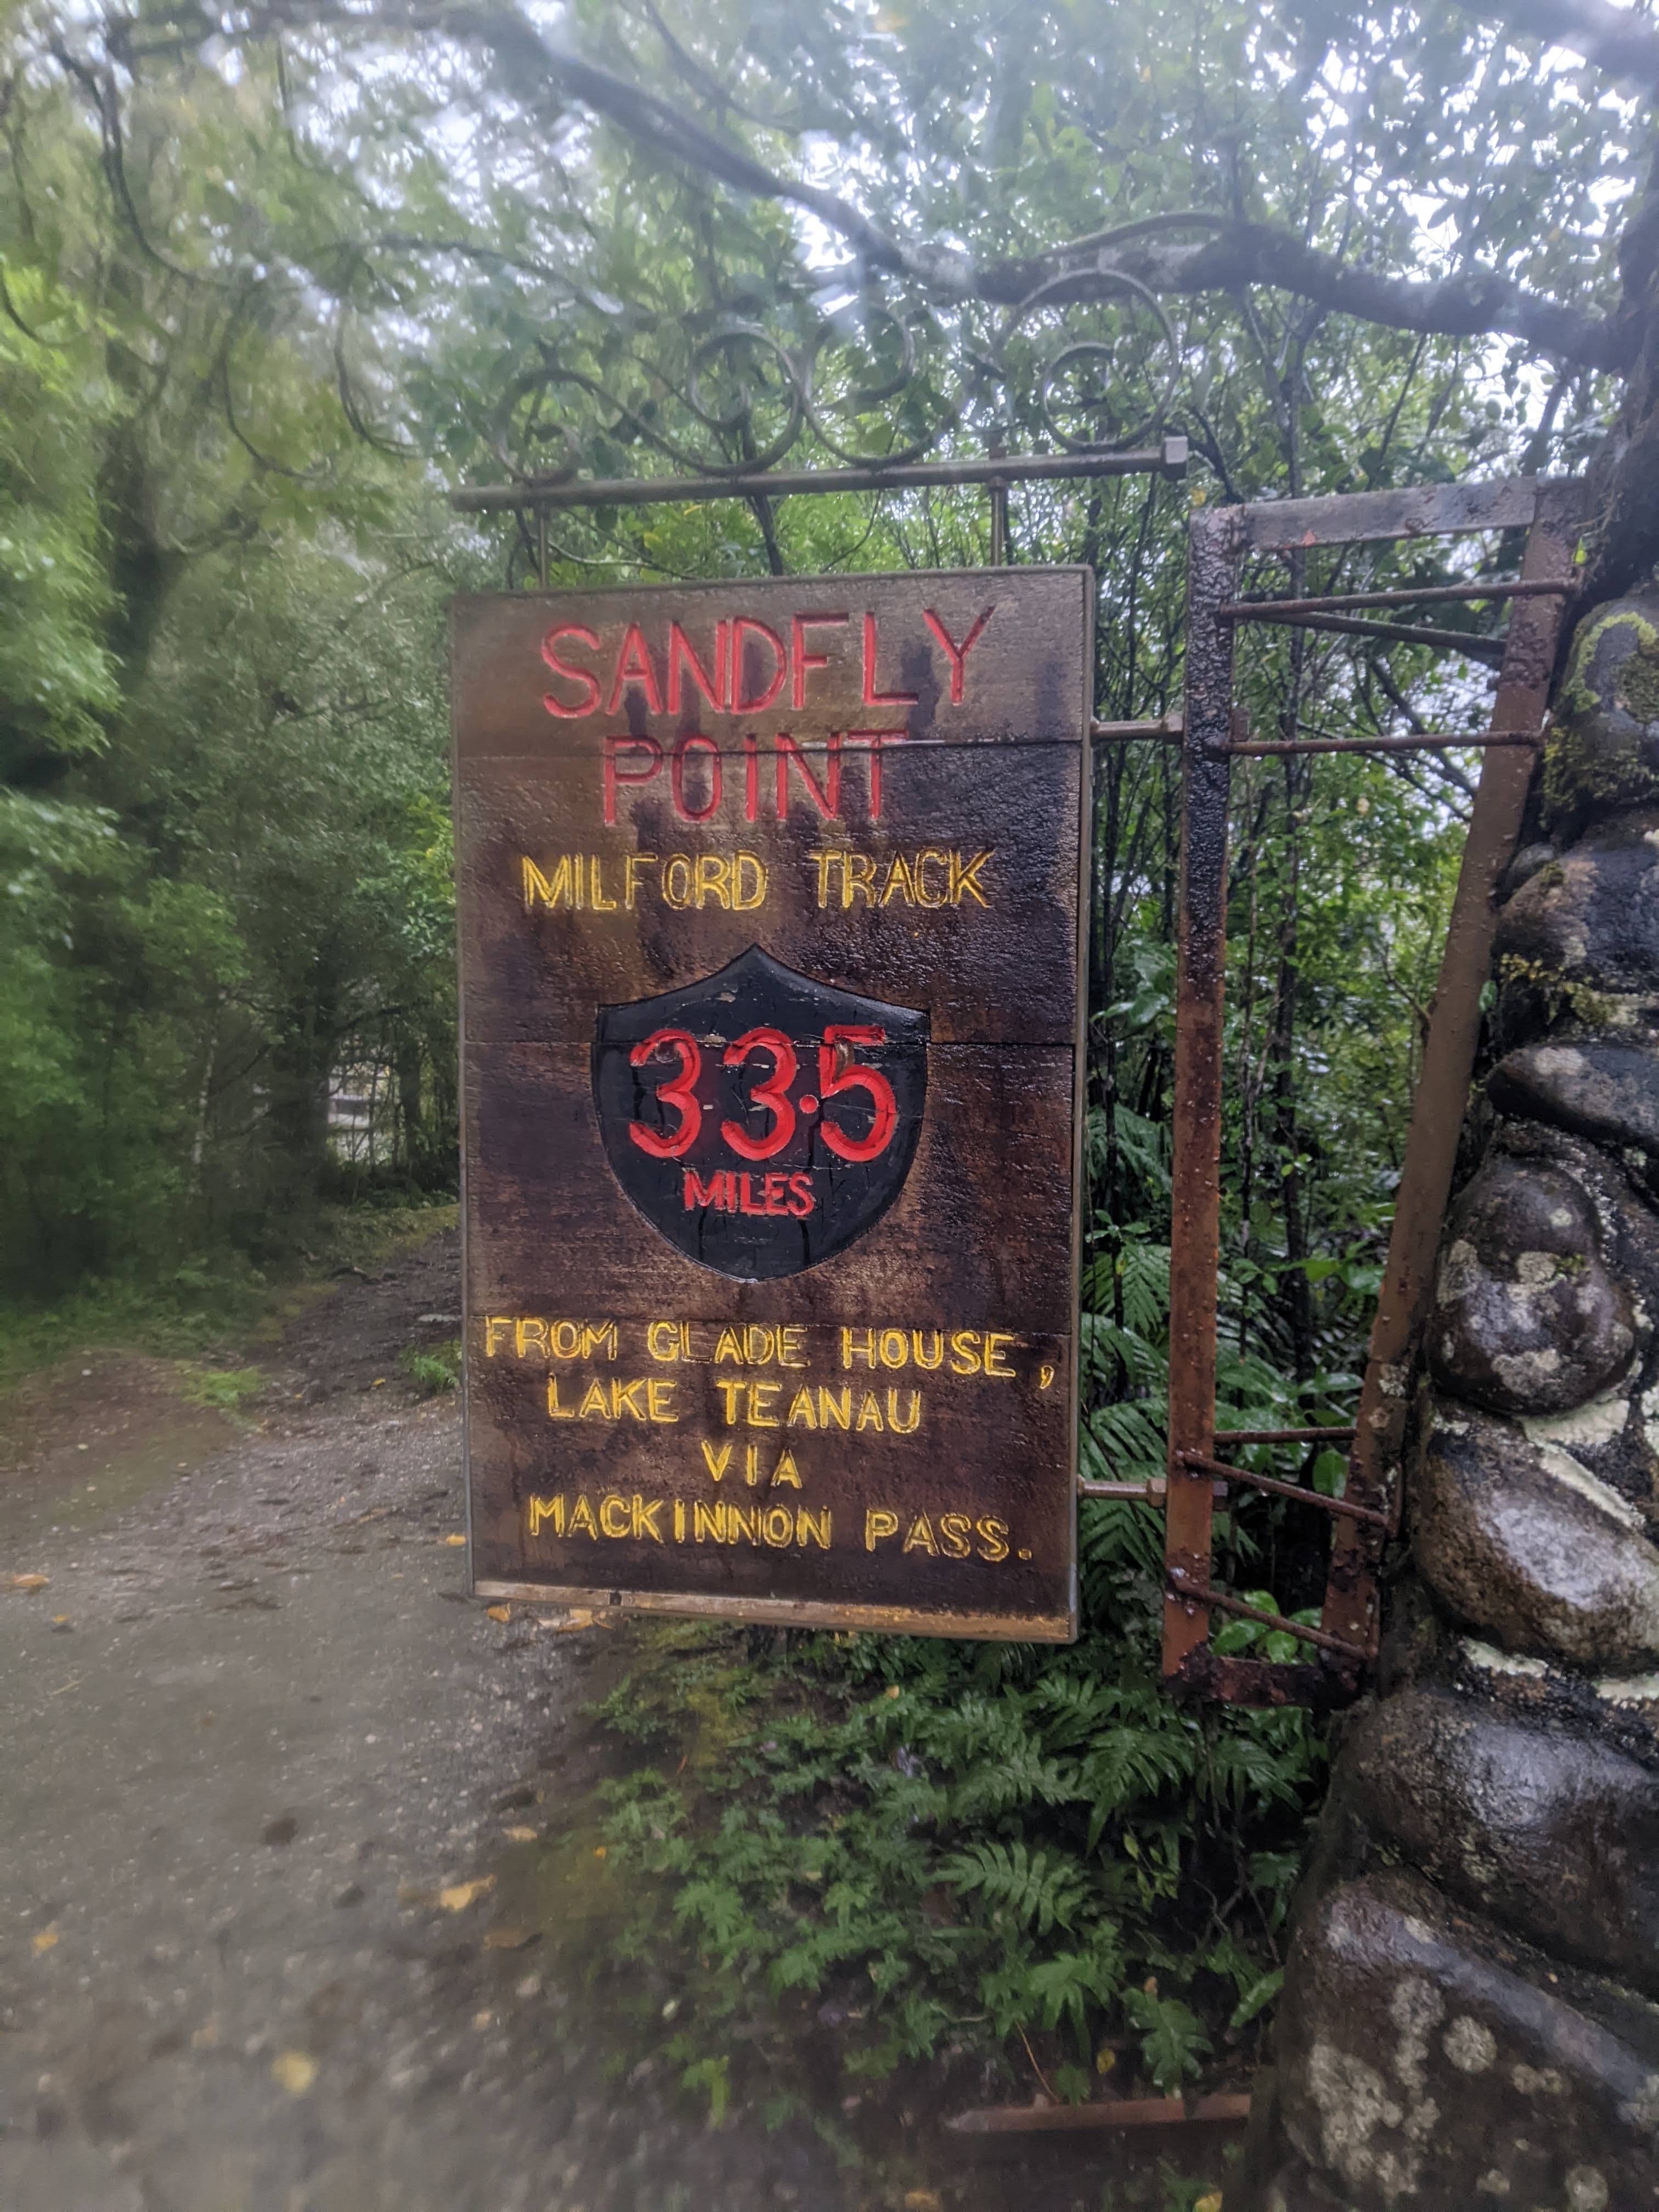 SANDFLY
POINT
MILFORD TRACK
33·5
MILES
FROM GLADE HOUSE,
LAKE TEANAU
VIA
MACKINNON PASS.